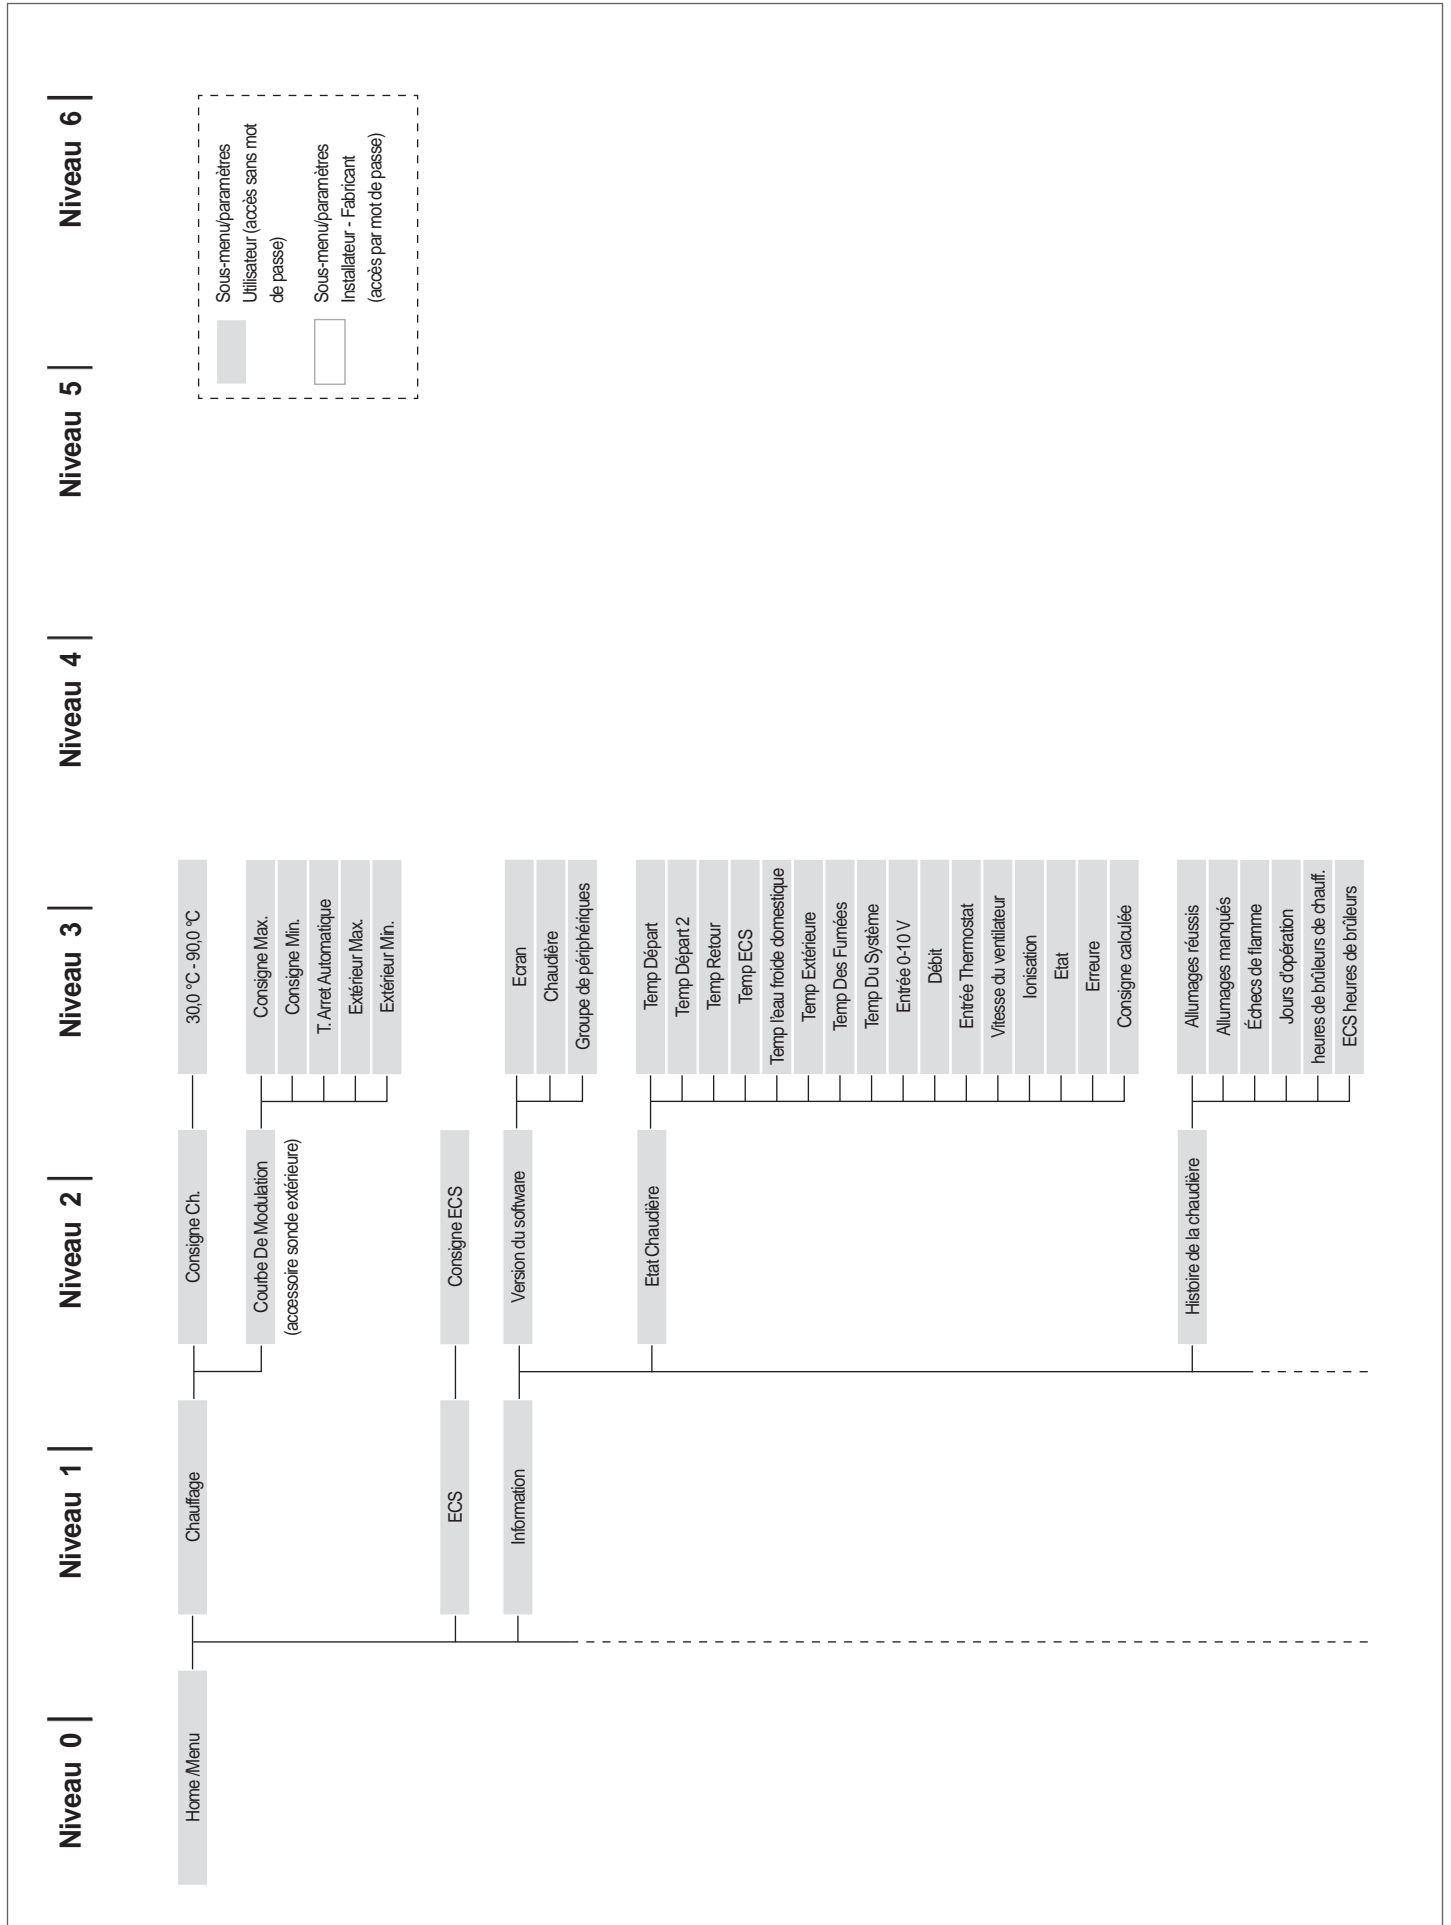 Niveau 0
Niveau 1
Niveau 2
Niveau 3
Niveau 4
Niveau 5
Niveau 6
Home /Menu
Chauffage
Consigne Ch.
30,0 °C - 90,0 °C
Courbe De Modulation
(accessoire sonde extérieure)
Consigne Max.
Consigne Min.
T. Arret Automatique
Extérieur Max.
Extérieur Min.
ECS
Consigne ECS
Information
Version du software
Ecran
Chaudière
Groupe de périphériques
Etat Chaudière
Temp Départ
Temp Départ 2
Temp Retour
Temp ECS
Temp l'eau froide domestique
Temp Extérieure
Temp Des Fumées
Temp Du Système
Entrée 0-10 V
Débit
Entrée Thermostat
Vitesse du ventilateur
Ionisation
Etat
Erreure
Consigne calculée
Histoire de la chaudière
Allumages réussis
Allumages manqués
Échecs de flamme
Jours d'opération
heures de brûleurs de chauff.
ECS heures de brûleurs
Sous-menu/paramètres
Utilisateur (accès sans mot
de passe)
Sous-menu/paramètres
Installateur - Fabricant
(accès par mot de passe)